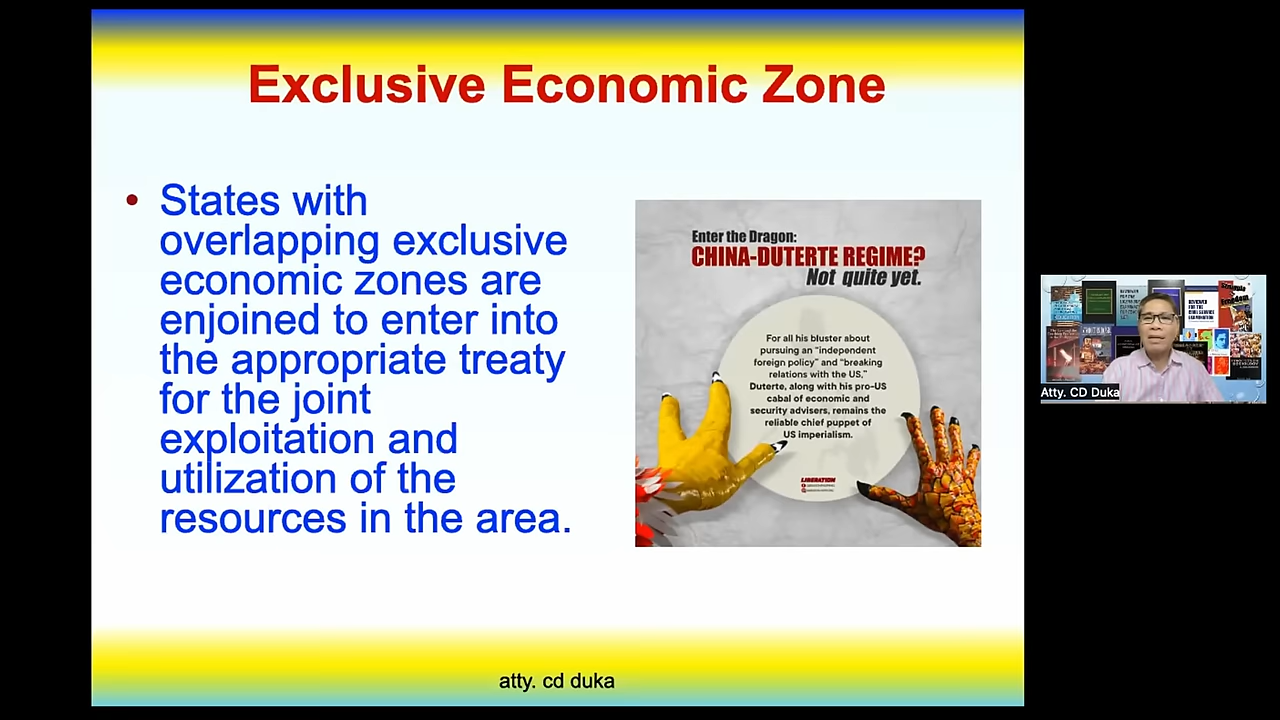 Exclusive Economic Zone
• States with
overlapping exclusive
economic zones are
enjoined to enter into
the appropriate treaty
for the joint
exploitation and
utilization of the
resources in the area.
Enter the Dragon:
CHINA-DUTERTE REGIME?
Not quite yet.
For all his bluster about
pursuing an "independent
foreign policy" and "breaking
relations with the US,"
Duterte, along with his pro-US
cabal of economic and
security advisers, remains the
reliable chief puppet of
US imperialism.
LIBERATION
atty. cd duka
Atty. CD Duka